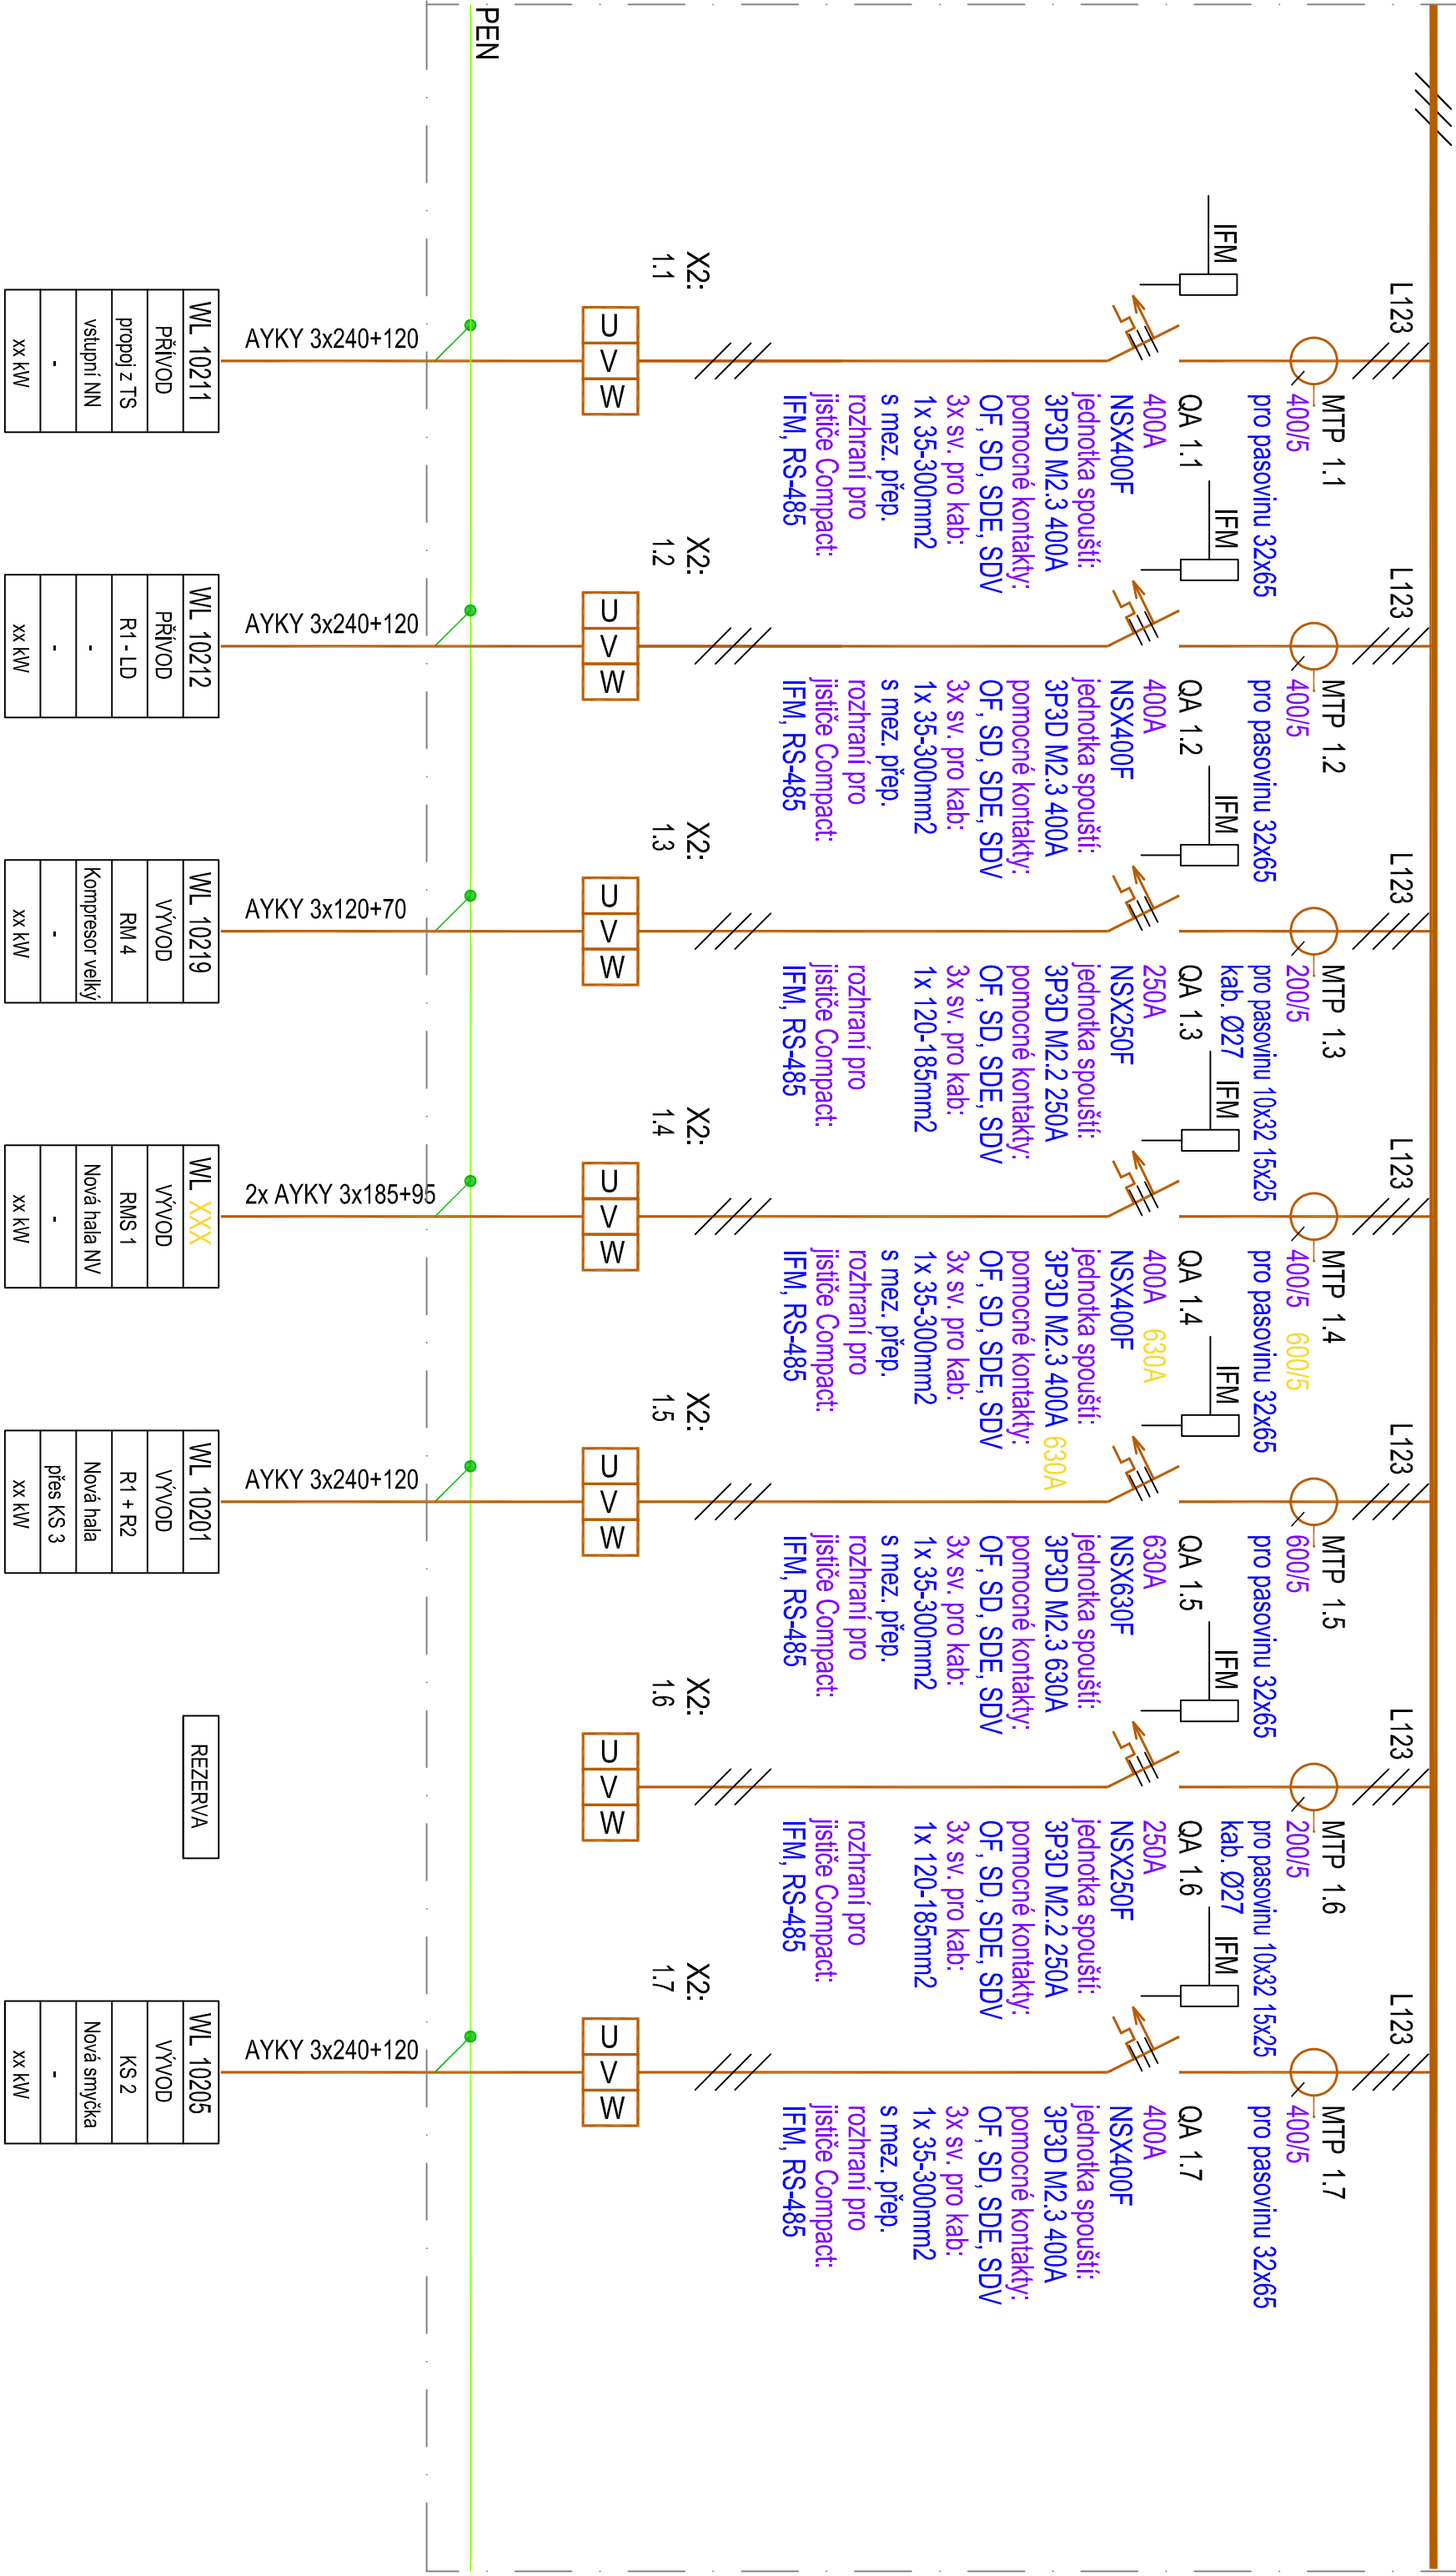 PEN
L123
MTP 1.1
400/5
pro pasovinu 32x65
IFM
QA 1.1
400A
NSX400F
jednotka spouští:
3P3D M2.3 400A
pomocné kontakty:
OF, SD, SDE, SDV
3x sv. pro kab:
1x 35-300mm2
s mez. přep.
rozhraní pro
jističe Compact:
IFM, RS-485
X2:
1.1
U
V
W
AYKY 3x240+120
WL 10211
PŘÍVOD
propoj z TS
vstupní NN
-
xx kW
L123
MTP 1.2
400/5
pro pasovinu 32x65
IFM
QA 1.2
400A
NSX400F
jednotka spouští:
3P3D M2.3 400A
pomocné kontakty:
OF, SD, SDE, SDV
3x sv. pro kab:
1x 35-300mm2
s mez. přep.
rozhraní pro
jističe Compact:
IFM, RS-485
X2:
1.2
U
V
W
AYKY 3x240+120
WL 10212
PŘÍVOD
R1 - LD
-
-
xx kW
L123
MTP 1.3
200/5
pro pasovinu 10x32 15x25
kab. Ø27
IFM
QA 1.3
250A
NSX250F
jednotka spouští:
3P3D M2.2 250A
pomocné kontakty:
OF, SD, SDE, SDV
3x sv. pro kab:
1x 120-185mm2
rozhraní pro
jističe Compact:
IFM, RS-485
X2:
1.3
U
V
W
AYKY 3x120+70
WL 10219
VÝVOD
RM 4
Kompresor velký
-
xx kW
L123
MTP 1.4
400/5 600/5
pro pasovinu 32x65
IFM
QA 1.4
400A 630A
NSX400F
jednotka spouští:
3P3D M2.3 400A 630A
pomocné kontakty:
OF, SD, SDE, SDV
3x sv. pro kab:
1x 35-300mm2
s mez. přep.
rozhraní pro
jističe Compact:
IFM, RS-485
X2:
1.4
U
V
W
2x AYKY 3x185+95
WL XXX
VÝVOD
RMS 1
Nová hala NV
-
xx kW
L123
MTP 1.5
600/5
pro pasovinu 32x65
IFM
QA 1.5
630A
NSX630F
jednotka spouští:
3P3D M2.3 630A
pomocné kontakty:
OF, SD, SDE, SDV
3x sv. pro kab:
1x 35-300mm2
s mez. přep.
rozhraní pro
jističe Compact:
IFM, RS-485
X2:
1.5
U
V
W
AYKY 3x240+120
WL 10201
VÝVOD
R1 + R2
Nová hala
přes KS 3
xx kW
L123
MTP 1.6
200/5
pro pasovinu 10x32 15x25
kab. Ø27
IFM
QA 1.6
250A
NSX250F
jednotka spouští:
3P3D M2.2 250A
pomocné kontakty:
OF, SD, SDE, SDV
3x sv. pro kab:
1x 120-185mm2
rozhraní pro
jističe Compact:
IFM, RS-485
X2:
1.6
U
V
W
REZERVA
L123
MTP 1.7
400/5
pro pasovinu 32x65
IFM
QA 1.7
400A
NSX400F
jednotka spouští:
3P3D M2.3 400A
pomocné kontakty:
OF, SD, SDE, SDV
3x sv. pro kab:
1x 35-300mm2
s mez. přep.
rozhraní pro
jističe Compact:
IFM, RS-485
X2:
1.7
U
V
W
AYKY 3x240+120
WL 10205
VÝVOD
KS 2
Nová smyčka
-
xx kW